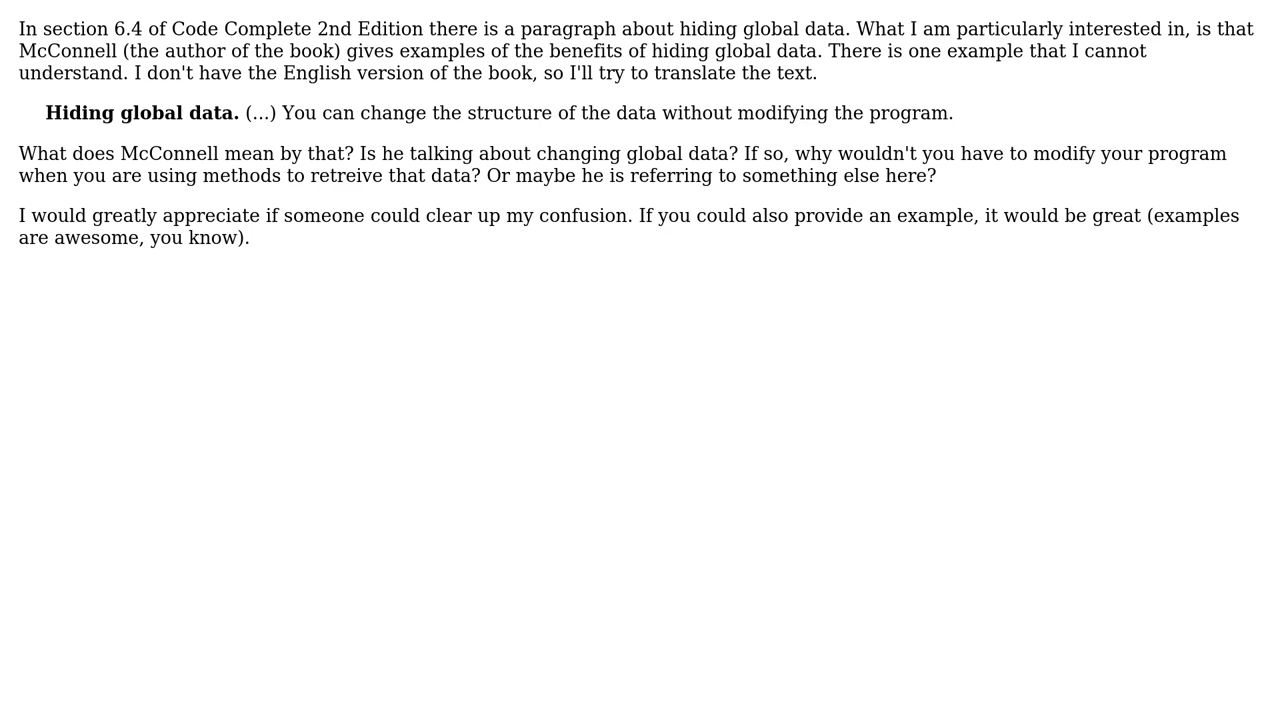 In section 6.4 of Code Complete 2nd Edition there is a paragraph about hiding global data. What I am particularly interested in, is that
McConnell (the author of the book) gives examples of the benefits of hiding global data. There is one example that I cannot
understand. I don't have the English version of the book, so I'll try to translate the text.
Hiding global data. (...) You can change the structure of the data without modifying the program.
What does McConnell mean by that? Is he talking about changing global data? If so, why wouldn't you have to modify your program
when you are using methods to retreive that data? Or maybe he is referring to something else here?
I would greatly appreciate if someone could clear up my confusion. If you could also provide an example, it would be great (examples
are awesome, you know).